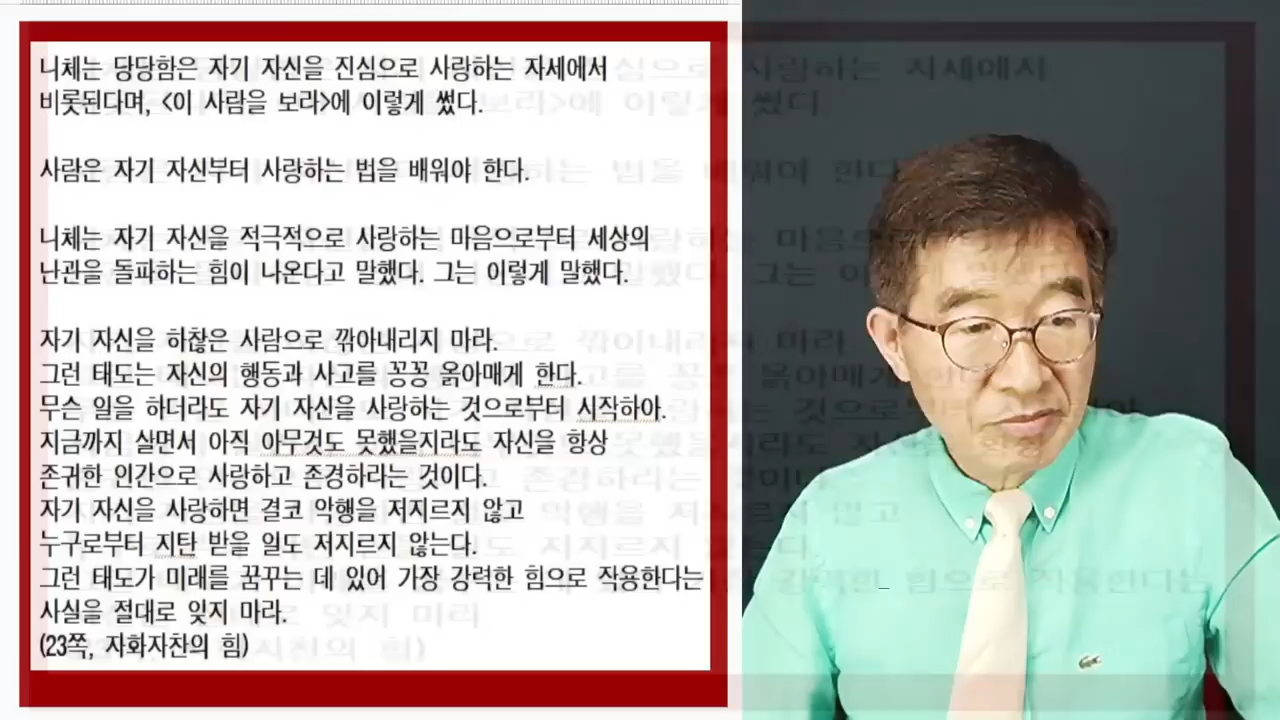 니체는 당당함은 자기 자신을 진심으로 사랑하는 자세에서
비롯된다며, <이 사람을 보라>에 이렇게 썼다.
사람은 자기 자신부터 사랑하는 법을 배워야 한다.
니체는 자기 자신을 적극적으로 사랑하는 마음으로부터 세상의
난관을 돌파하는 힘이 나온다고 말했다. 그는 이렇게 말했다.
자기 자신을 하찮은 사람으로 깎아내리지 마라.
그런 태도는 자신의 행동과 사고를 꽁꽁 옭아매게 한다.
무슨 일을 하더라도 자기 자신을 사랑하는 것으로부터 시작하아.
지금까지 살면서 아직 아무것도 못했을지라도 자신을 항상
존귀한 인간으로 사랑하고 존경하라는 것이다.
자기 자신을 사랑하면 결코 악행을 저지르지 않고
누구로부터 지탄 받을 일도 저지르지 않는다.
그런 태도가 미래를 꿈꾸는 데 있어 가장 강력한 힘으로 작용한다는
사실을 절대로 잊지 마라.
(23쪽, 자화자찬의 힘)